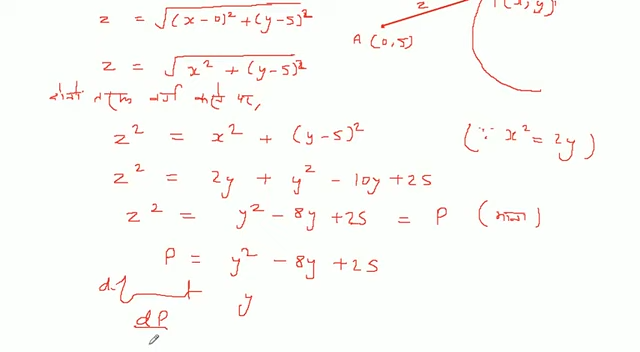 z = √(x-0)² + (y-5)²
z
P(x,y)
A (0,5)
z = √x² + (y-5)²
दोनों तरफ वर्ग करने पर,
z² = x² + (y-5)²
(∵ x² = 2y)
z² = 2y + y² - 10y + 25
z² = y² - 8y + 25 = P (माना)
P = y² - 8y + 25
y
dP